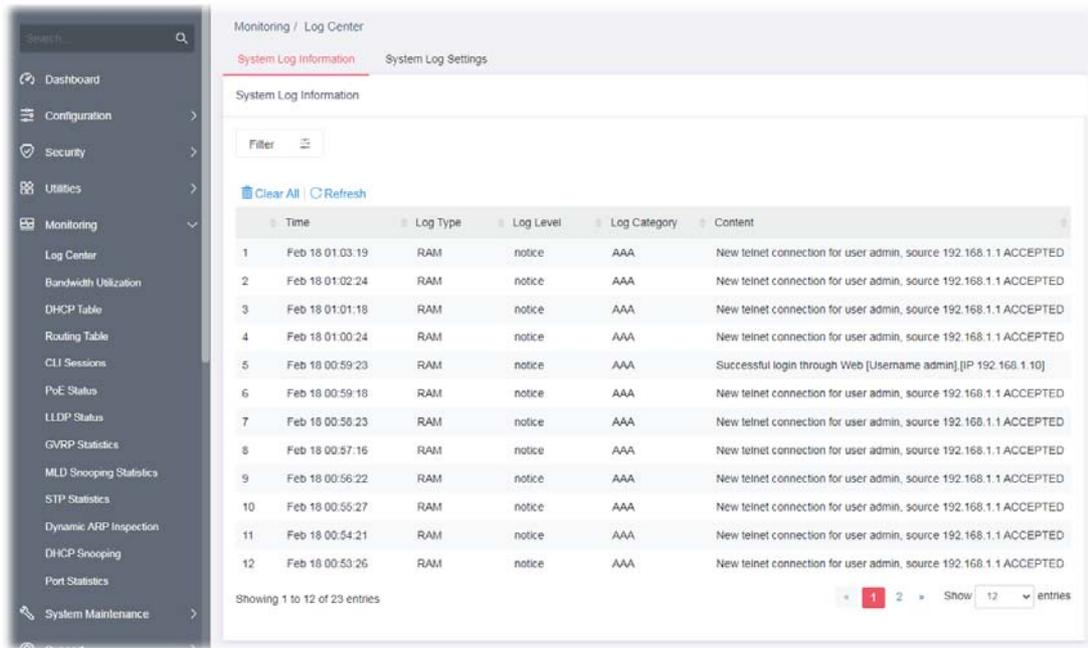 Search...
Dashboard
Configuration
Security
Utilities
Monitoring
Log Center
Bandwidth Utilization
DHCP Table
Routing Table
CLI Sessions
PoE Status
LLDP Status
GVRP Statistics
MLD Snooping Statistics
STP Statistics
Dynamic ARP Inspection
DHCP Snooping
Port Statistics
System Maintenance
Monitoring / Log Center
System Log Information System Log Settings
System Log Information
Filter
Clear All | Refresh
Time Log Type Log Level Log Category Content
1 Feb 18 01:03:19 RAM notice AAA New telnet connection for user admin, source 192.168.1.1 ACCEPTED
2 Feb 18 01:02:24 RAM notice AAA New telnet connection for user admin, source 192.168.1.1 ACCEPTED
3 Feb 18 01:01:18 RAM notice AAA New telnet connection for user admin, source 192.168.1.1 ACCEPTED
4 Feb 18 01:00:24 RAM notice AAA New telnet connection for user admin, source 192.168.1.1 ACCEPTED
5 Feb 18 00:59:23 RAM notice AAA Successful login through Web [Username admin],[IP 192.168.1.10]
6 Feb 18 00:59:18 RAM notice AAA New telnet connection for user admin, source 192.168.1.1 ACCEPTED
7 Feb 18 00:58:23 RAM notice AAA New telnet connection for user admin, source 192.168.1.1 ACCEPTED
8 Feb 18 00:57:16 RAM notice AAA New telnet connection for user admin, source 192.168.1.1 ACCEPTED
9 Feb 18 00:56:22 RAM notice AAA New telnet connection for user admin, source 192.168.1.1 ACCEPTED
10 Feb 18 00:55:27 RAM notice AAA New telnet connection for user admin, source 192.168.1.1 ACCEPTED
11 Feb 18 00:54:21 RAM notice AAA New telnet connection for user admin, source 192.168.1.1 ACCEPTED
12 Feb 18 00:53:26 RAM notice AAA New telnet connection for user admin, source 192.168.1.1 ACCEPTED
Showing 1 to 12 of 23 entries « 1 2 » Show 12 entries